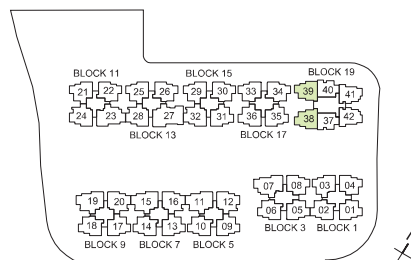 BLOCK 11 BLOCK 15 BLOCK 19
21 22 25 26 29 30 33 34 39 40 41
24 23 28 27 32 31 36 35 38 37 42
BLOCK 13 BLOCK 17
07 08 03 04
19 20 15 16 11 12 06 05 02 01
18 17 14 13 10 09 BLOCK 3 BLOCK 1
BLOCK 9 BLOCK 7 BLOCK 5